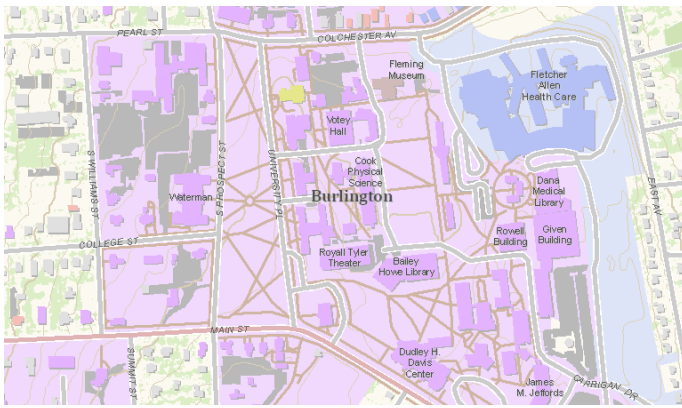 PEARL ST
COLCHESTER AV
Fleming
Museum
Fletcher
Allen
Health Care
Votey
Hall
S PROSPECT ST
UNIVERSITY PL
S WILLIAMS ST
Cook
Physical
Science
Waterman
Burlington
Dana
Medical
Library
EAST AV
Rowell
Building
Given
Building
COLLEGE ST
Royall Tyler
Theater
Bailey
Howe Library
MAIN ST
SUMMIT ST
Dudley H.
Davis
Center
James
M. Jeffords
CARRIGAN DR